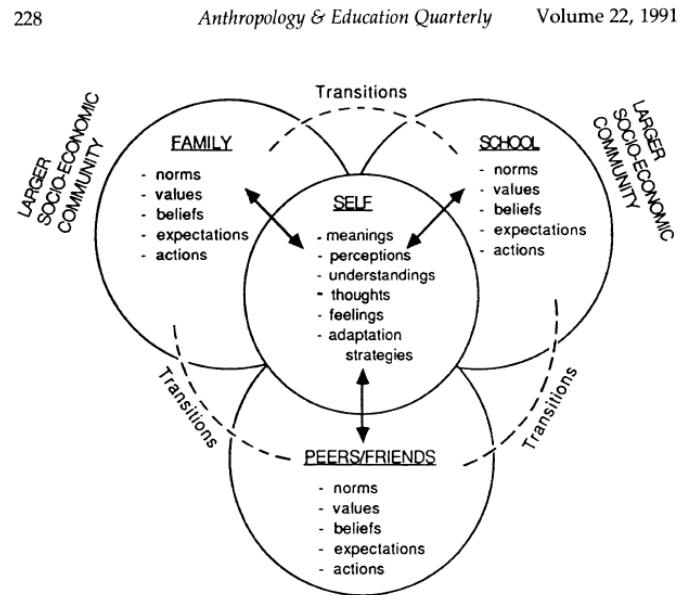 228 Anthropology & Education Quarterly Volume 22, 1991
Transitions
LARGER
SOCIO-ECONOMIC
COMMUNITY
FAMILY
- norms
- values
- beliefs
- expectations
- actions
SELF
- meanings
- perceptions
- understandings
- thoughts
- feelings
- adaptation
strategies
SCHOOL
- norms
- values
- beliefs
- expectations
- actions
LARGER
SOCIO-ECONOMIC
COMMUNITY
Transitions
Transitions
PEERS/FRIENDS
- norms
- values
- beliefs
- expectations
- actions